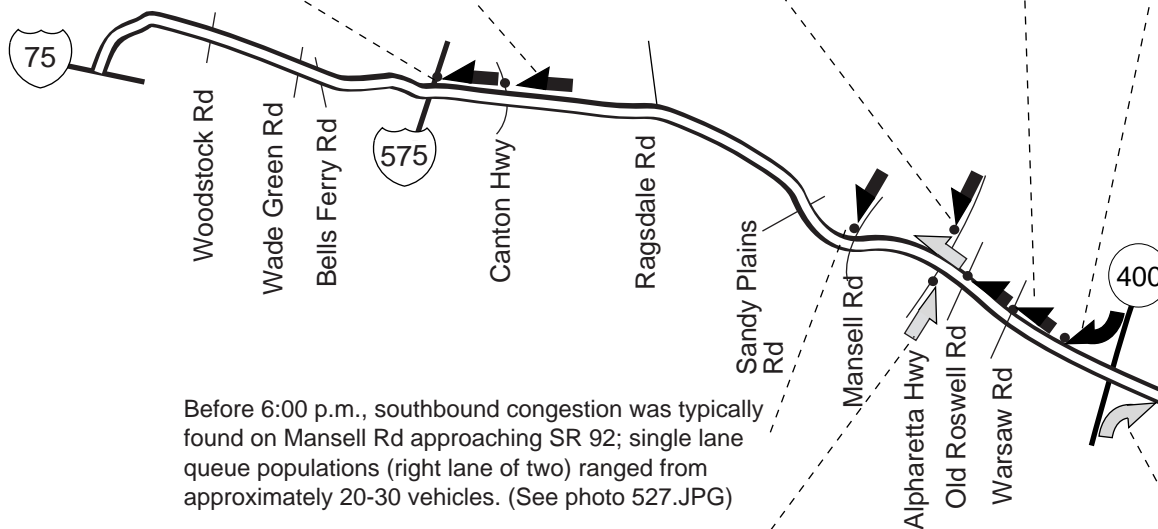 75
Woodstock Rd
Wade Green Rd
Bells Ferry Rd
575
Canton Hwy
Ragsdale Rd
Sandy Plains
Rd
Mansell Rd
Alpharetta Hwy
Old Roswell Rd
Warsaw Rd
400
Before 6:00 p.m., southbound congestion was typically
found on Mansell Rd approaching SR 92; single lane
queue populations (right lane of two) ranged from
approximately 20-30 vehicles. (See photo 527.JPG)